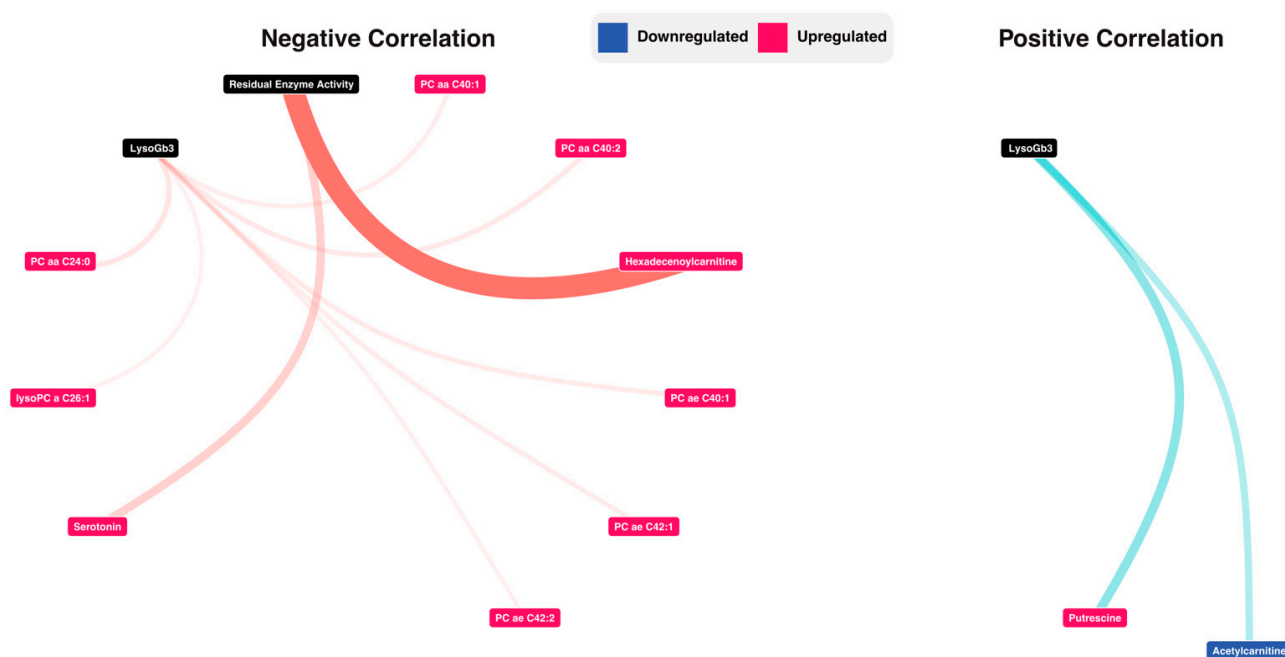 Negative Correlation
Downregulated
Upregulated
Positive Correlation
Residual Enzyme Activity
PC aa C40:1
LysoGb3
PC aa C40:2
LysoGb3
PC aa C24:0
Hexadecenoylcarnitine
lysoPC a C26:1
PC ae C40:1
Serotonin
PC ae C42:1
PC ae C42:2
Putrescine
Acetylcarnitine